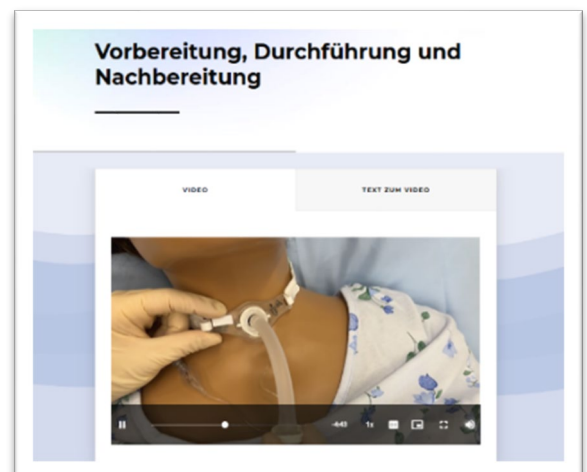 Vorbereitung, Durchführung und
Nachbereitung
VIDEO
TEXT ZUM VIDEO
-4:43
1x